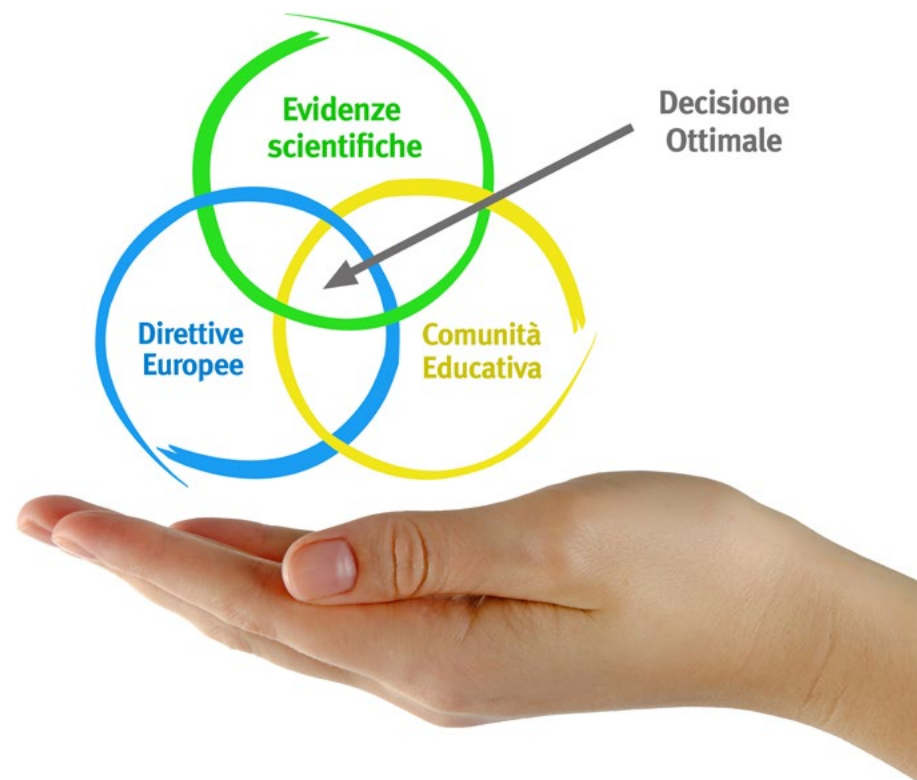 Evidenze
scientifiche
Decisione
Ottimale
Direttive
Europee
Comunità
Educativa